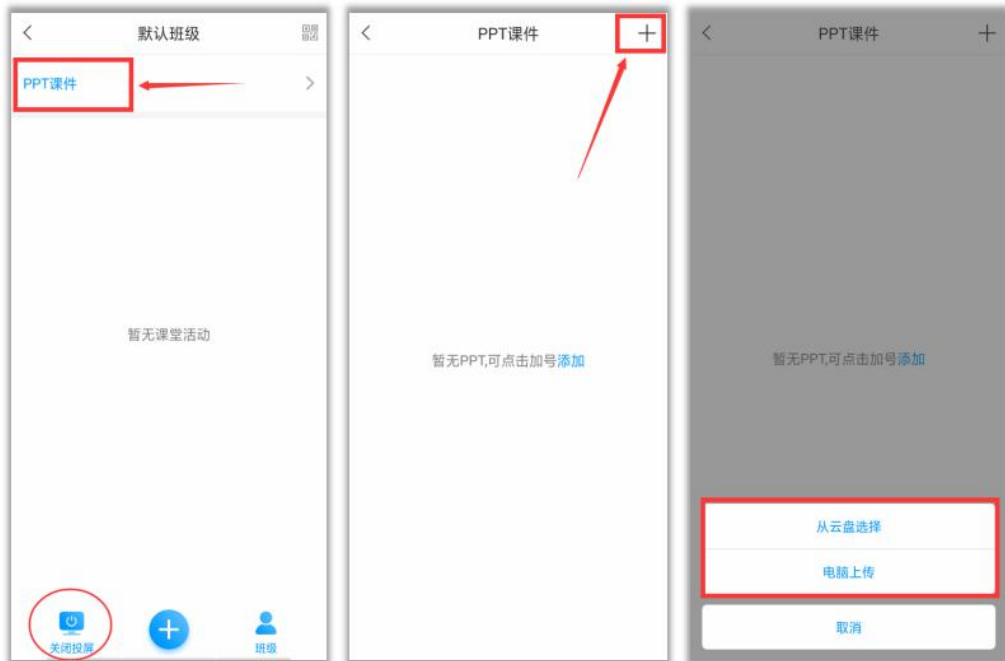 默认班级
PPT课件
暂无课堂活动
关闭投屏
班级
PPT课件
暂无PPT,可点击加号添加
PPT课件
暂无PPT,可点击加号添加
从云盘选择
电脑上传
取消